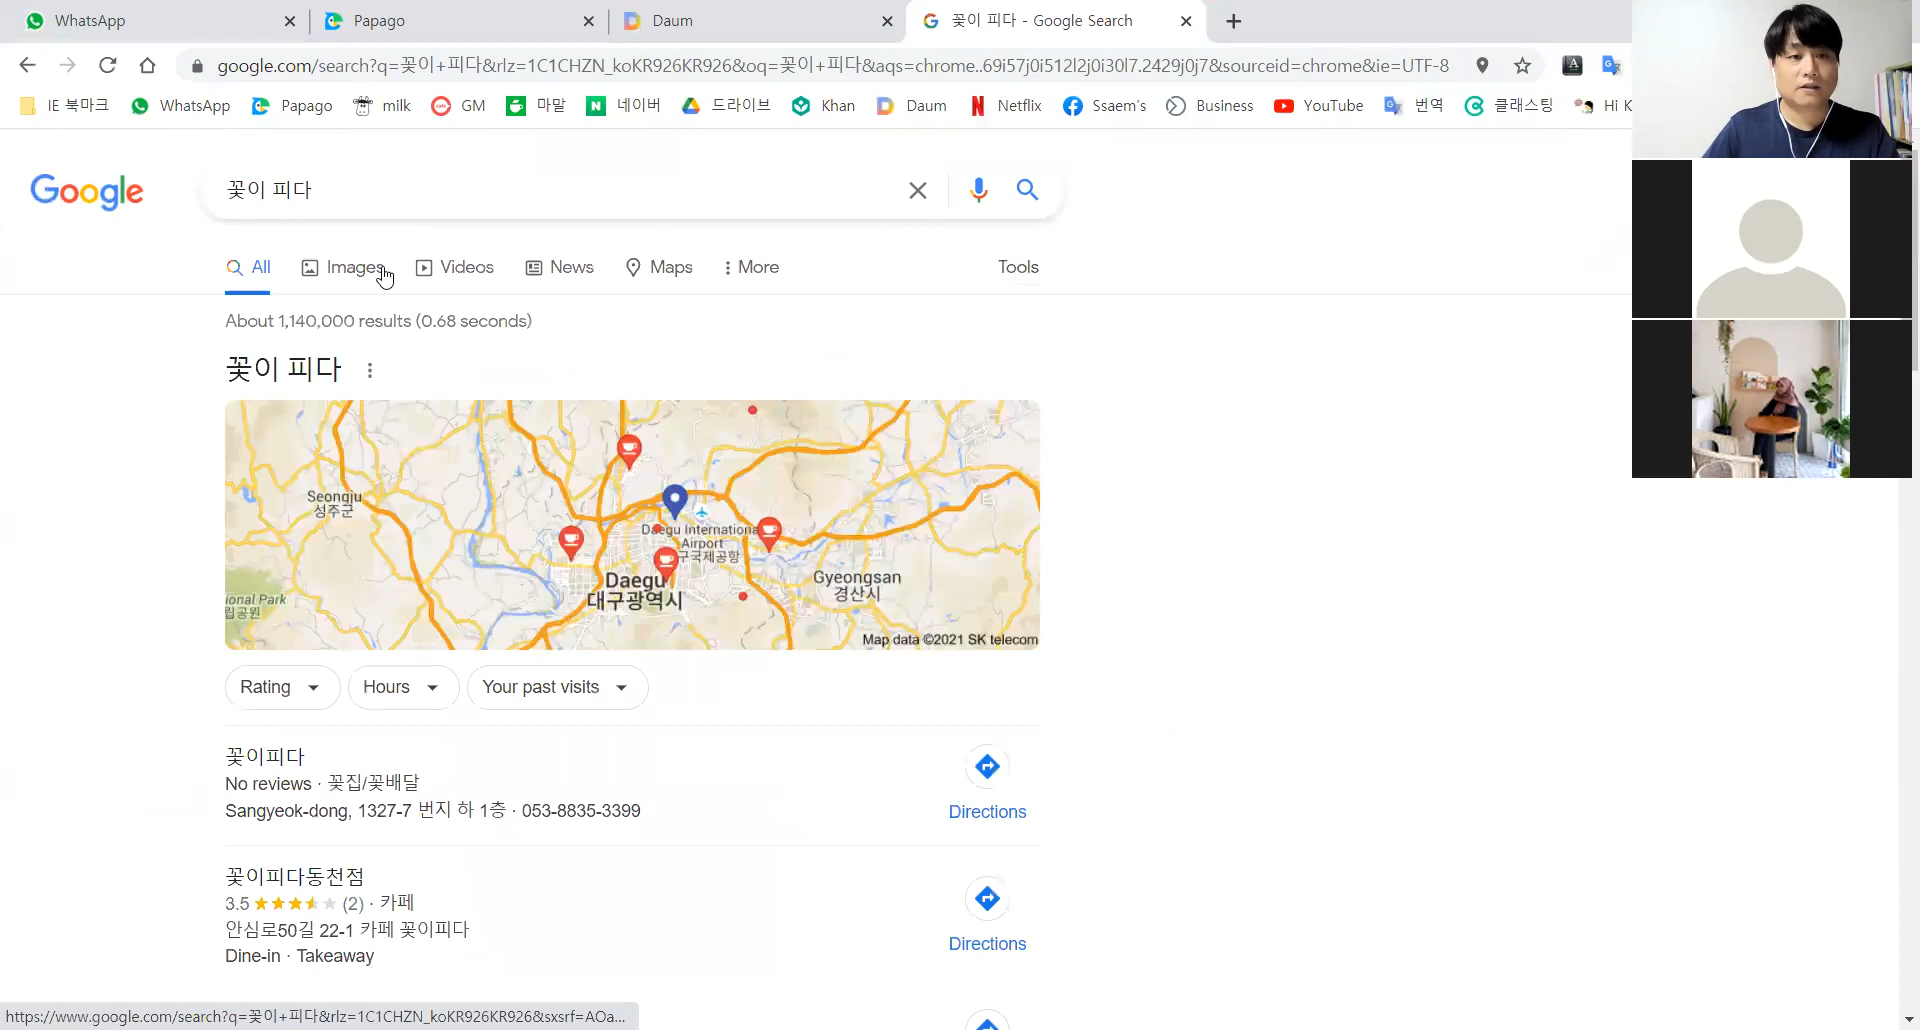 WhatsApp
Papago
Daum
꽃이 피다 - Google Search
google.com/search?q=꽃이+피다&rlz=1C1CHZN_koKR926KR926&oq=꽃이+피다&aqs=chrome..69i57j0i512l2j0i30l7.2429j0j7&sourceid=chrome&ie=UTF-8
IE 북마크 WhatsApp Papago milk GM 마말 네이버 드라이브 Khan Daum Netflix Ssaem's Business YouTube 번역 클래스팅 Hi K
Google
꽃이 피다
All Images Videos News Maps More Tools
About 1,140,000 results (0.68 seconds)
꽃이 피다
Seongju
성주군
Daegu Internationa
Airport
구국제공항
Daegu
대구광역시
Gyeongsan
경산시
ional Park
립공원
Map data ©2021 SK telecom
Rating Hours Your past visits
꽃이피다
No reviews · 꽃집/꽃배달
Sangyeok-dong, 1327-7 번지 하 1층 · 053-8835-3399
Directions
꽃이피다동천점
3.5 (2) · 카페
안심로50길 22-1 카페 꽃이피다
Dine-in · Takeaway
Directions
https://www.google.com/search?q=꽃이+피다&rlz=1C1CHZN_koKR926KR926&sxsrf=AOa...